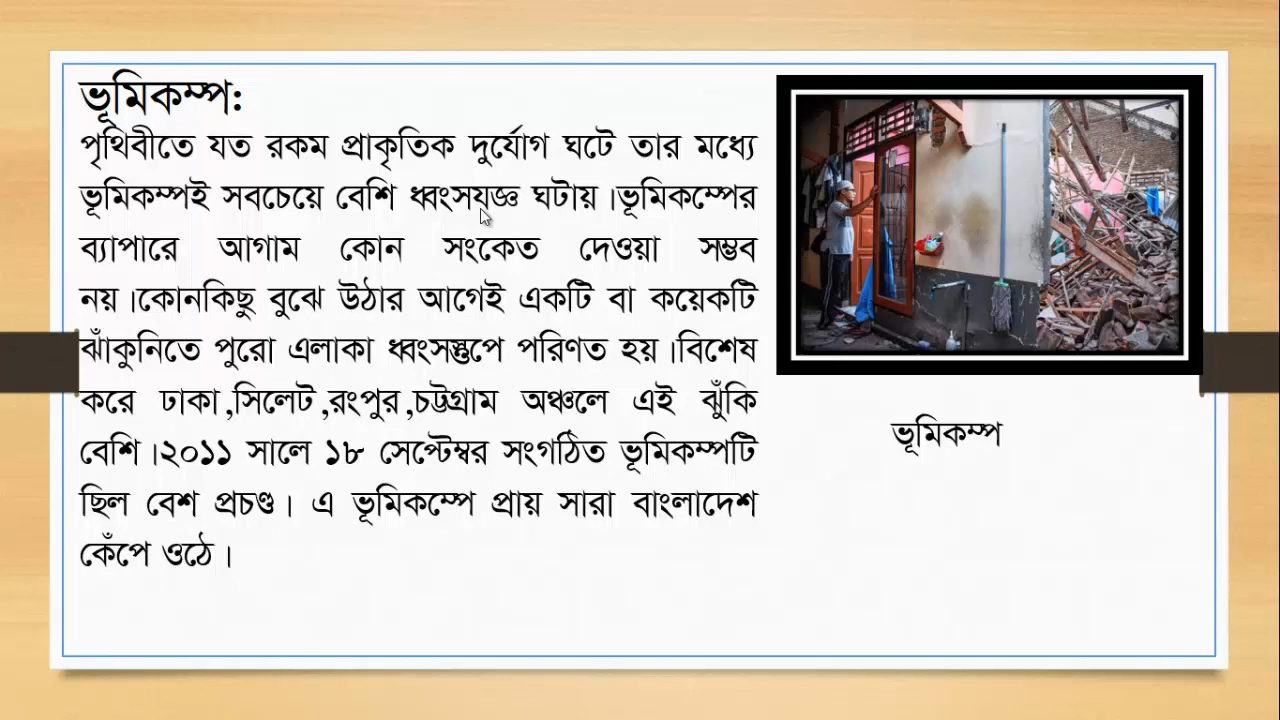 ভূমিকম্প:
পৃথিবীতে যত রকম প্রাকৃতিক দুর্যোগ ঘটে তার মধ্যে
ভূমিকম্পই সবচেয়ে বেশি ধ্বংসযজ্ঞ ঘটায়।ভূমিকম্পের
ব্যাপারে আগাম কোন সংকেত দেওয়া সম্ভব
নয়।কোনকিছু বুঝে উঠার আগেই একটি বা কয়েকটি
ঝাঁকুনিতে পুরো এলাকা ধ্বংসস্তুপে পরিণত হয়।বিশেষ
করে ঢাকা,সিলেট,রংপুর,চট্টগ্রাম অঞ্চলে এই ঝুঁকি
বেশি।২০১১ সালে ১৮ সেপ্টেম্বর সংগঠিত ভূমিকম্পটি
ছিল বেশ প্রচণ্ড। এ ভূমিকম্পে প্রায় সারা বাংলাদেশ
কেঁপে ওঠে।
ভূমিকম্প